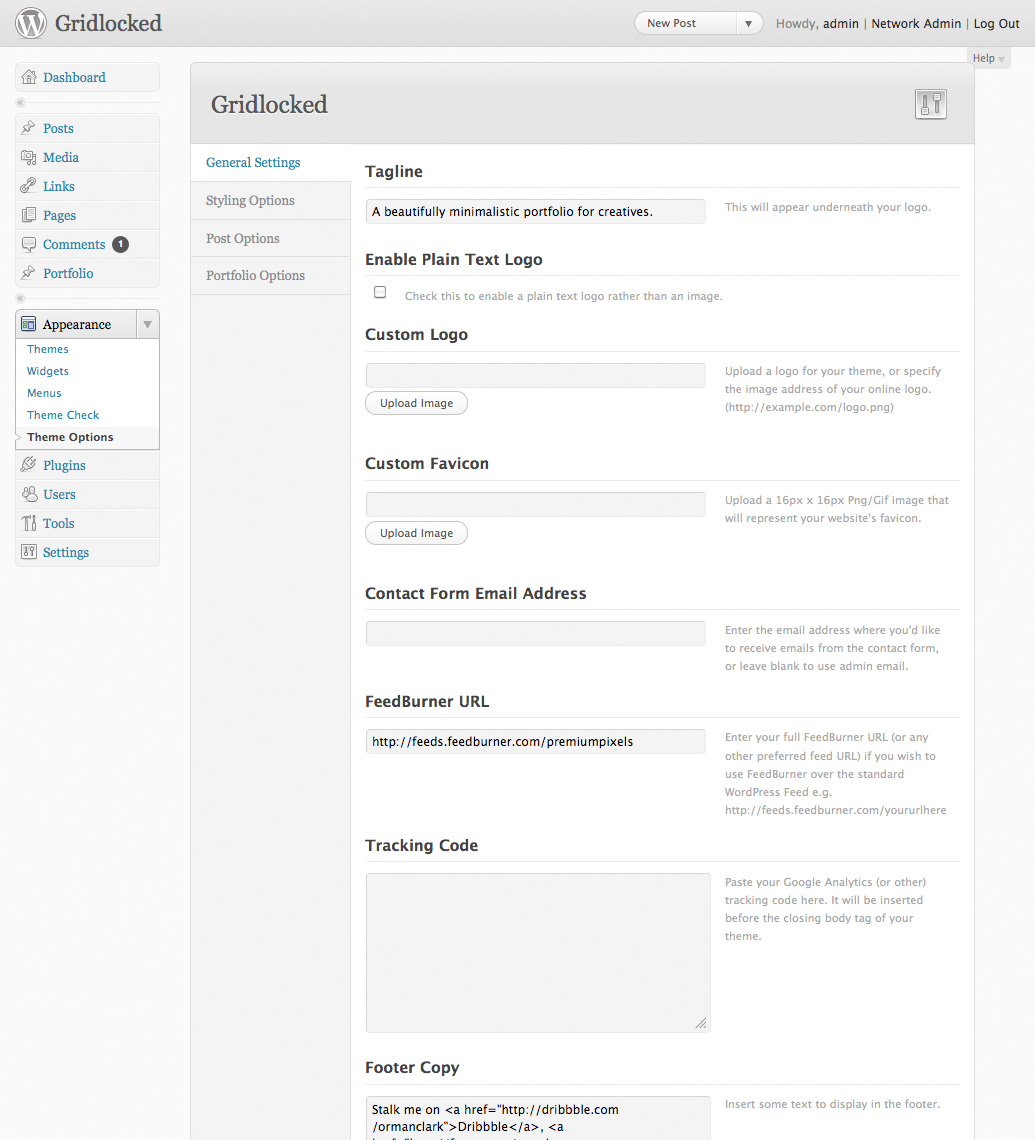 Gridlocked
New Post
Howdy, admin | Network Admin | Log Out
Help
Dashboard
Posts
Media
Links
Pages
Comments 1
Portfolio
Appearance
Themes
Widgets
Menus
Theme Check
Theme Options
Plugins
Users
Tools
Settings
Gridlocked
General Settings
Styling Options
Post Options
Portfolio Options
Tagline
A beautifully minimalistic portfolio for creatives.
This will appear underneath your logo.
Enable Plain Text Logo
Check this to enable a plain text logo rather than an image.
Custom Logo
Upload Image
Upload a logo for your theme, or specify
the image address of your online logo.
(http://example.com/logo.png)
Custom Favicon
Upload Image
Upload a 16px x 16px Png/Gif image that
will represent your website's favicon.
Contact Form Email Address
Enter the email address where you'd like
to receive emails from the contact form,
or leave blank to use admin email.
FeedBurner URL
http://feeds.feedburner.com/premiumpixels
Enter your full FeedBurner URL (or any
other preferred feed URL) if you wish to
use FeedBurner over the standard
WordPress Feed e.g.
http://feeds.feedburner.com/yoururlhere
Tracking Code
Paste your Google Analytics (or other)
tracking code here. It will be inserted
before the closing body tag of your
theme.
Footer Copy
Stalk me on <a href="http://dribbble.com
/ormanclark">Dribbble</a>, <a
Insert some text to display in the footer.